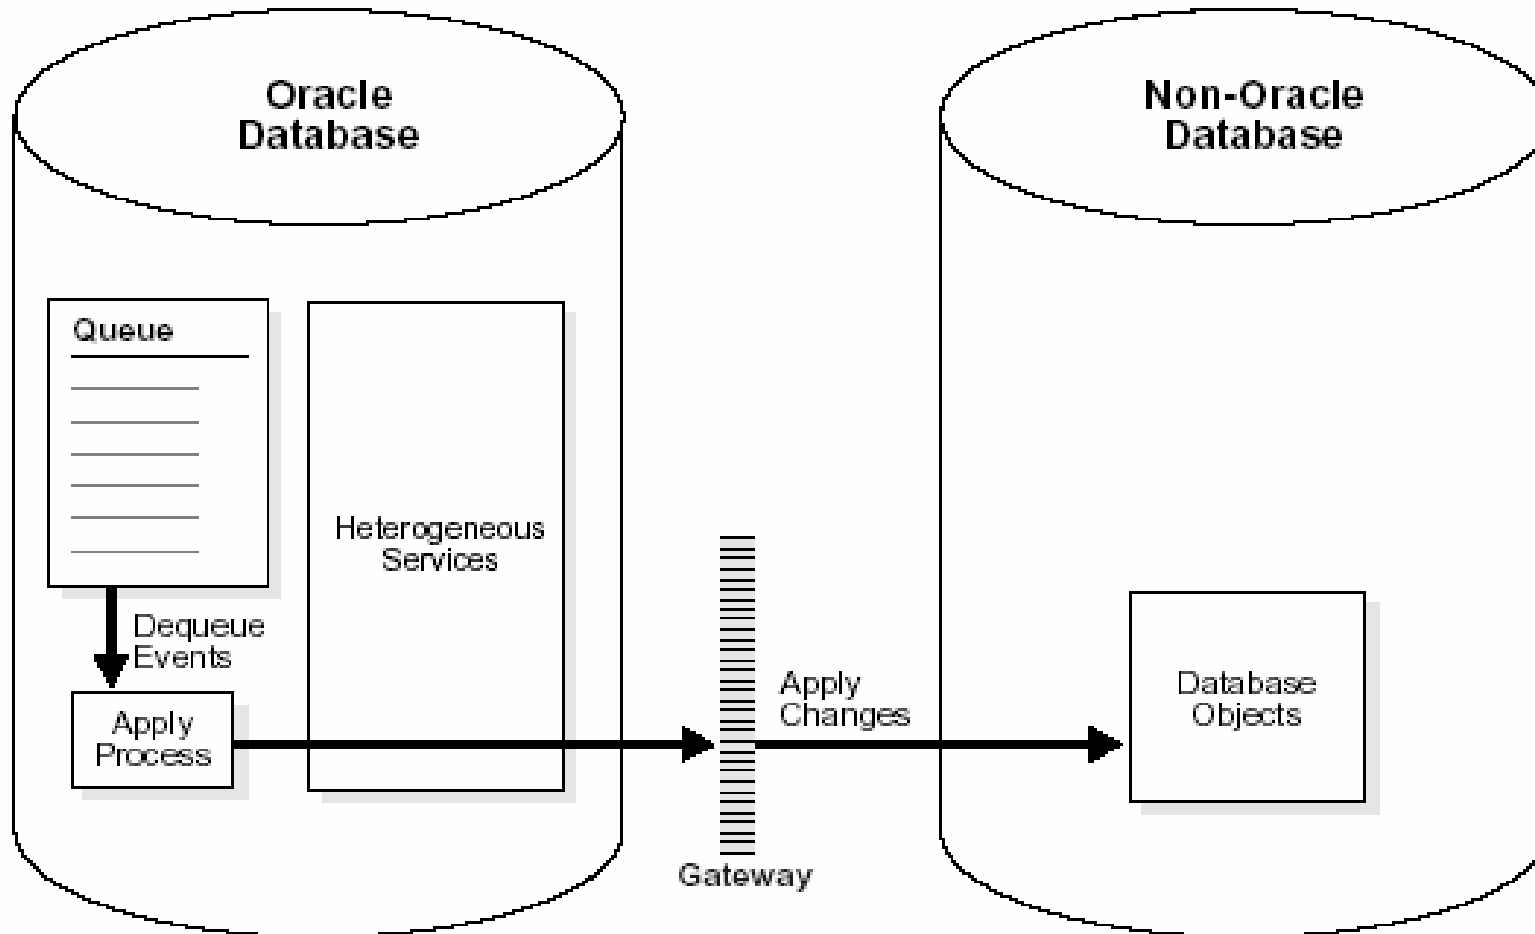 Oracle
Database
Non-Oracle
Database
Queue
Heterogeneous
Services
Dequeue
Events
Apply
Process
Apply
Changes
Database
Objects
Gateway